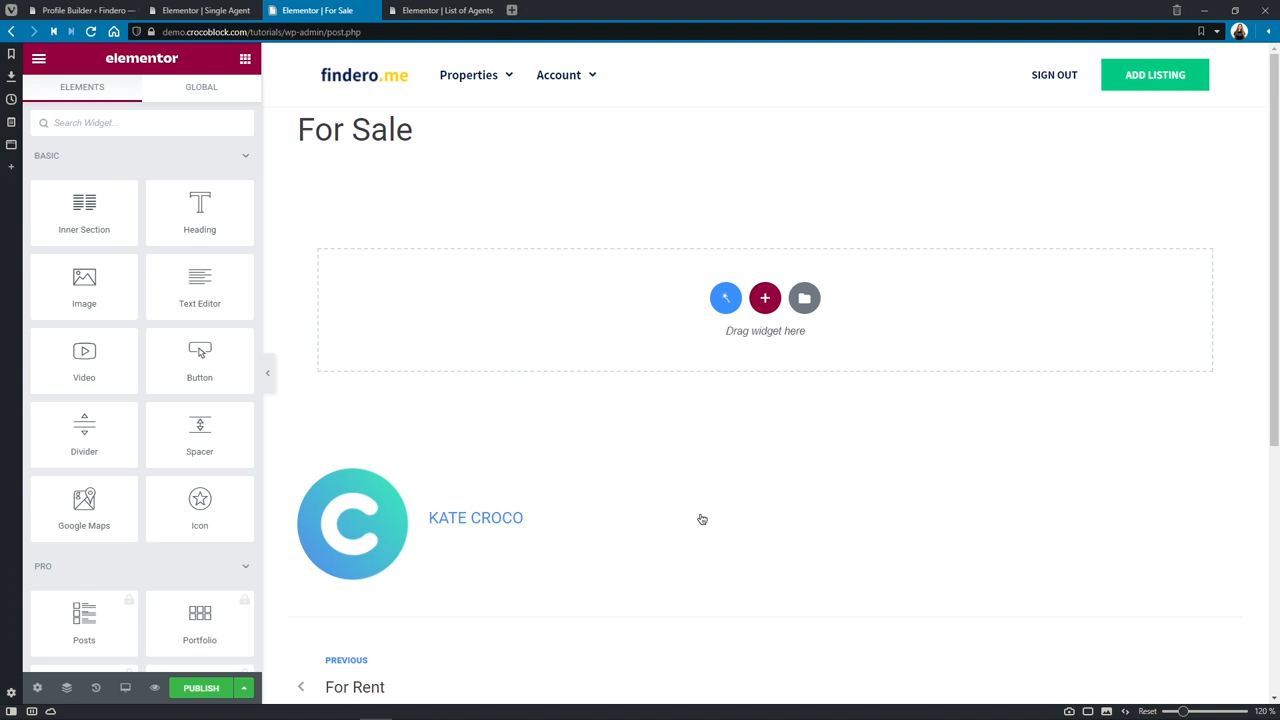 Profile Builder ‹ Findero —
Elementor | Single Agent
Elementor | For Sale
Elementor | List of Agents
demo.crocoblock.com/tutorials/wp-admin/post.php
elementor
ELEMENTS
GLOBAL
Search Widget...
BASIC
Inner Section
Heading
Image
Text Editor
Video
Button
Divider
Spacer
Google Maps
Icon
PRO
Posts
Portfolio
PUBLISH
findero.me
Properties
Account
SIGN OUT
ADD LISTING
For Sale
Drag widget here
KATE CROCO
PREVIOUS
For Rent
Reset
120 %